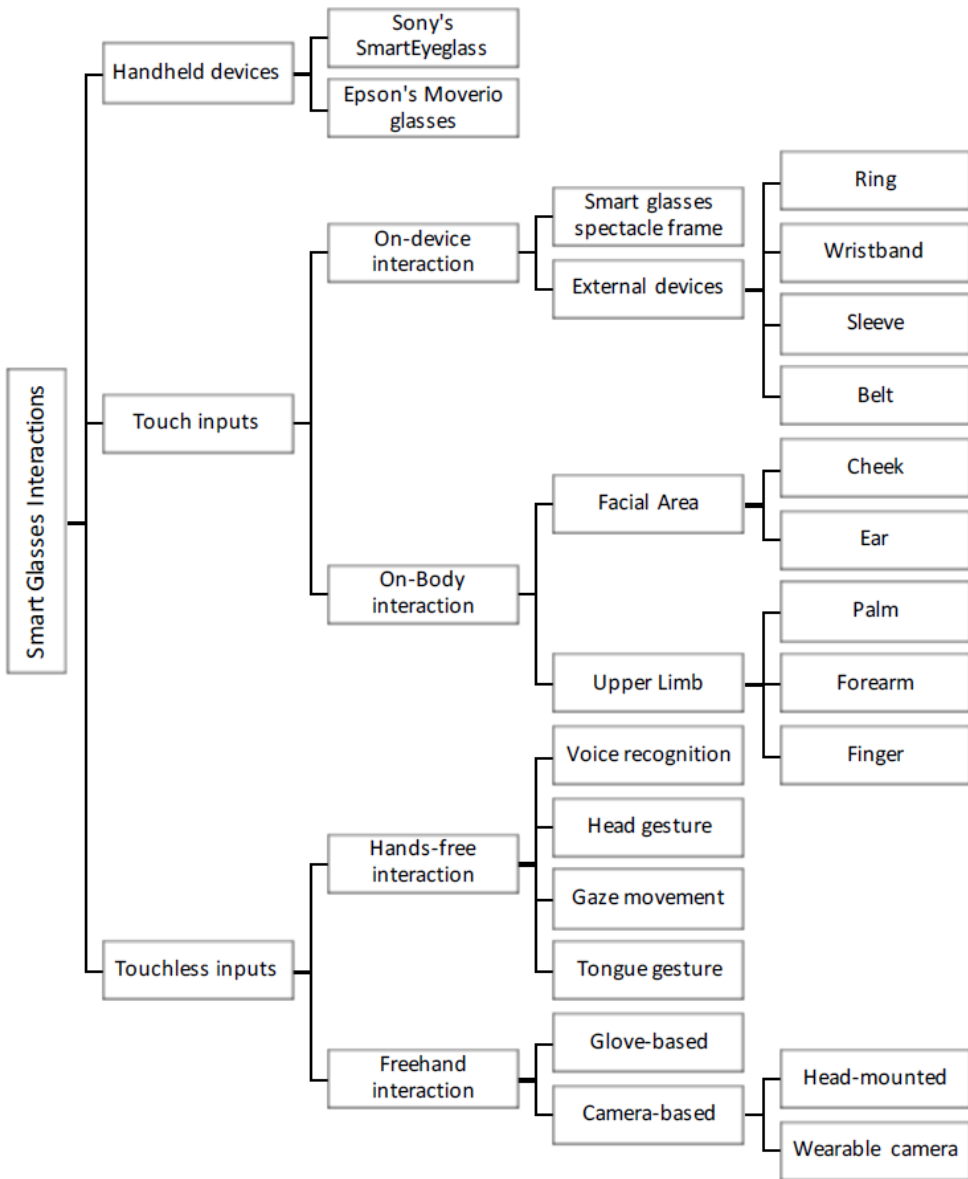 Smart Glasses Interactions
Handheld devices
Sony's
SmartEyeglass
Epson's Moverio
glasses
Touch inputs
On-device
interaction
Smart glasses
spectacle frame
External devices
Ring
Wristband
Sleeve
Belt
On-Body
interaction
Facial Area
Cheek
Ear
Upper Limb
Palm
Forearm
Finger
Touchless inputs
Hands-free
interaction
Voice recognition
Head gesture
Gaze movement
Tongue gesture
Freehand
interaction
Glove-based
Camera-based
Head-mounted
Wearable camera